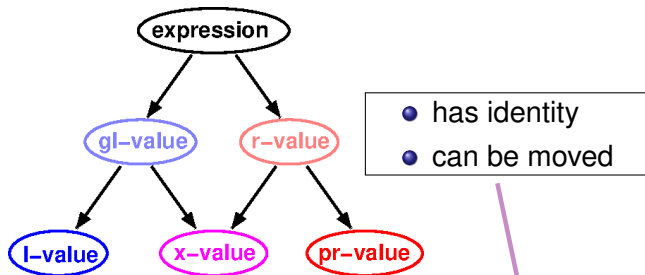 expression
gl-value
r-value
has identity
can be moved
l-value
x-value
pr-value